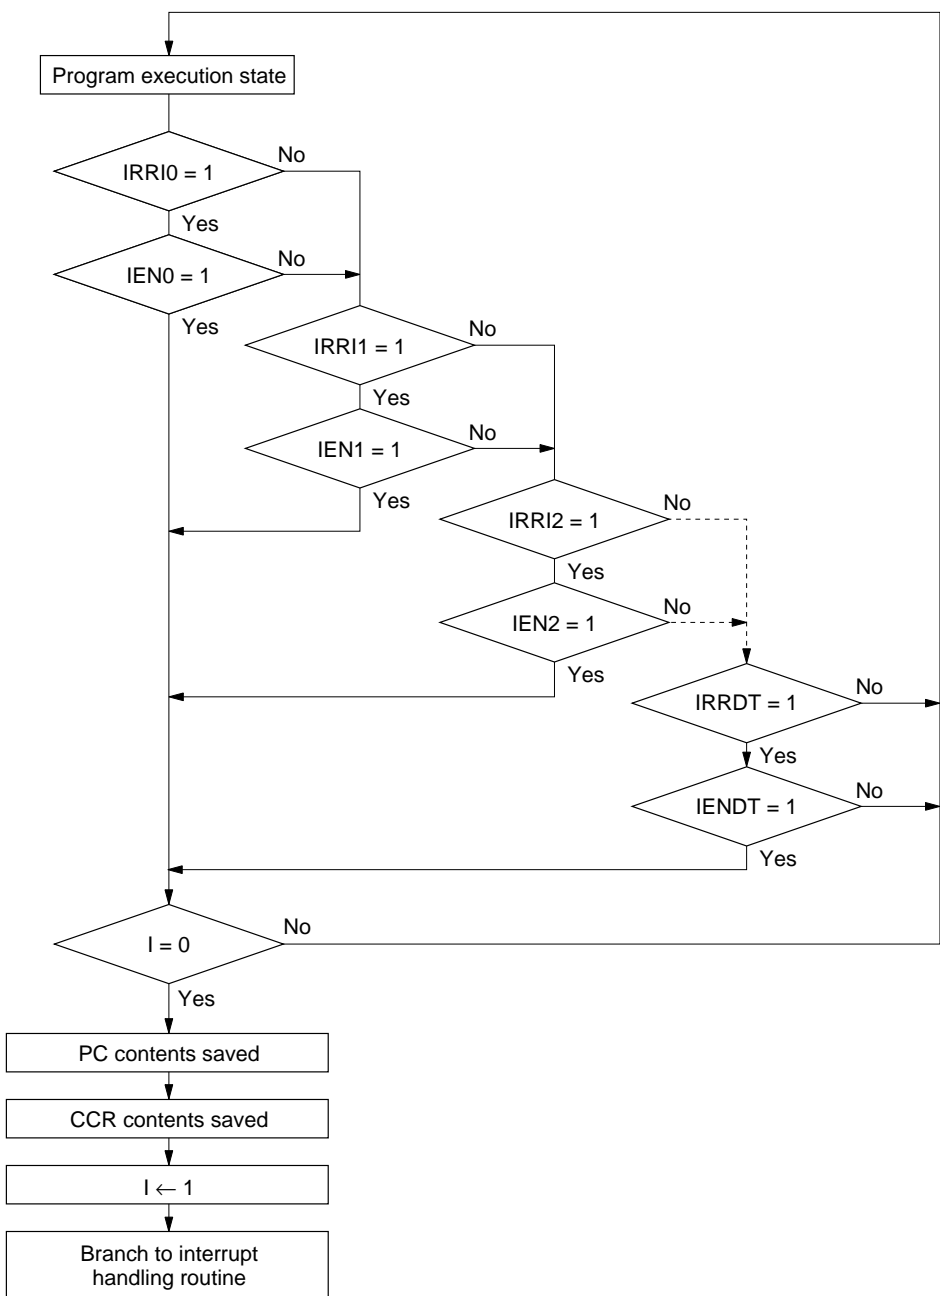 Program execution state
IRRI0 = 1
No
Yes
IEN0 = 1
No
Yes
IRRI1 = 1
No
Yes
IEN1 = 1
No
Yes
IRRI2 = 1
No
Yes
IEN2 = 1
No
Yes
IRRDT = 1
No
Yes
IENDT = 1
No
Yes
I = 0
No
Yes
PC contents saved
CCR contents saved
I ← 1
Branch to interrupt
handling routine